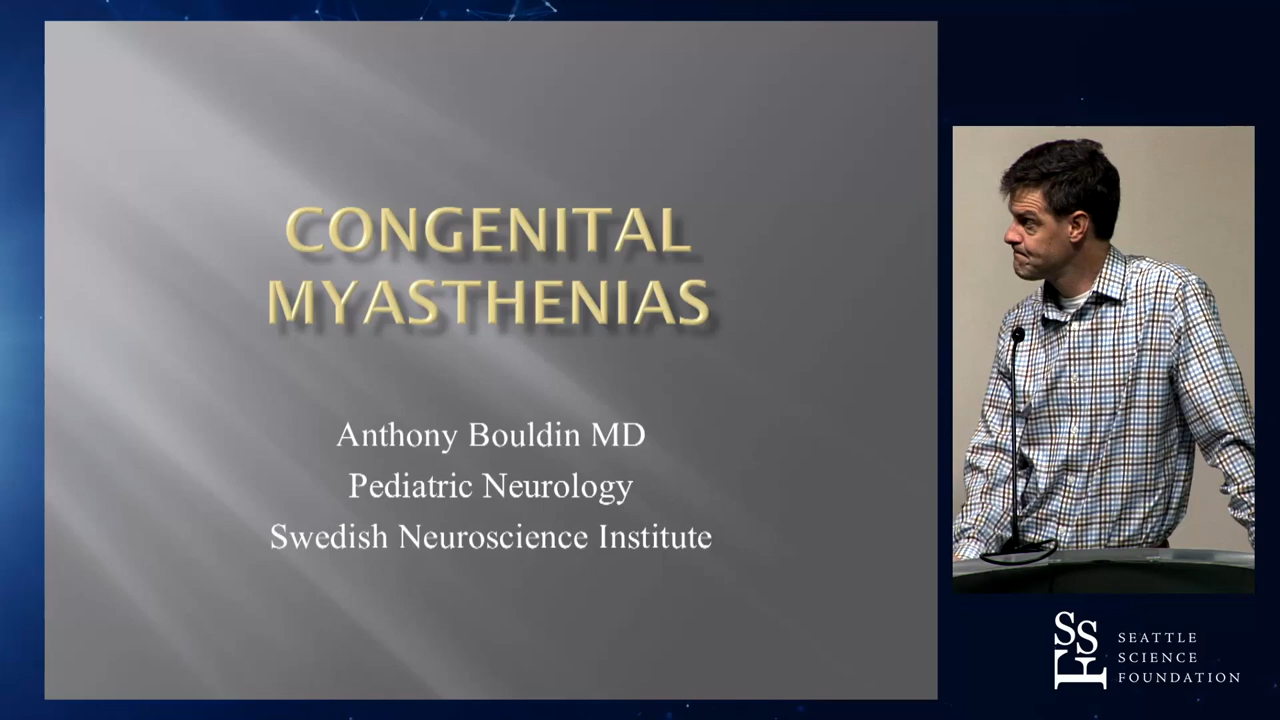 CONGENITAL
MYASTHENIAS
Anthony Bouldin MD
Pediatric Neurology
Swedish Neuroscience Institute
SSF
SEATTLE
SCIENCE
FOUNDATION